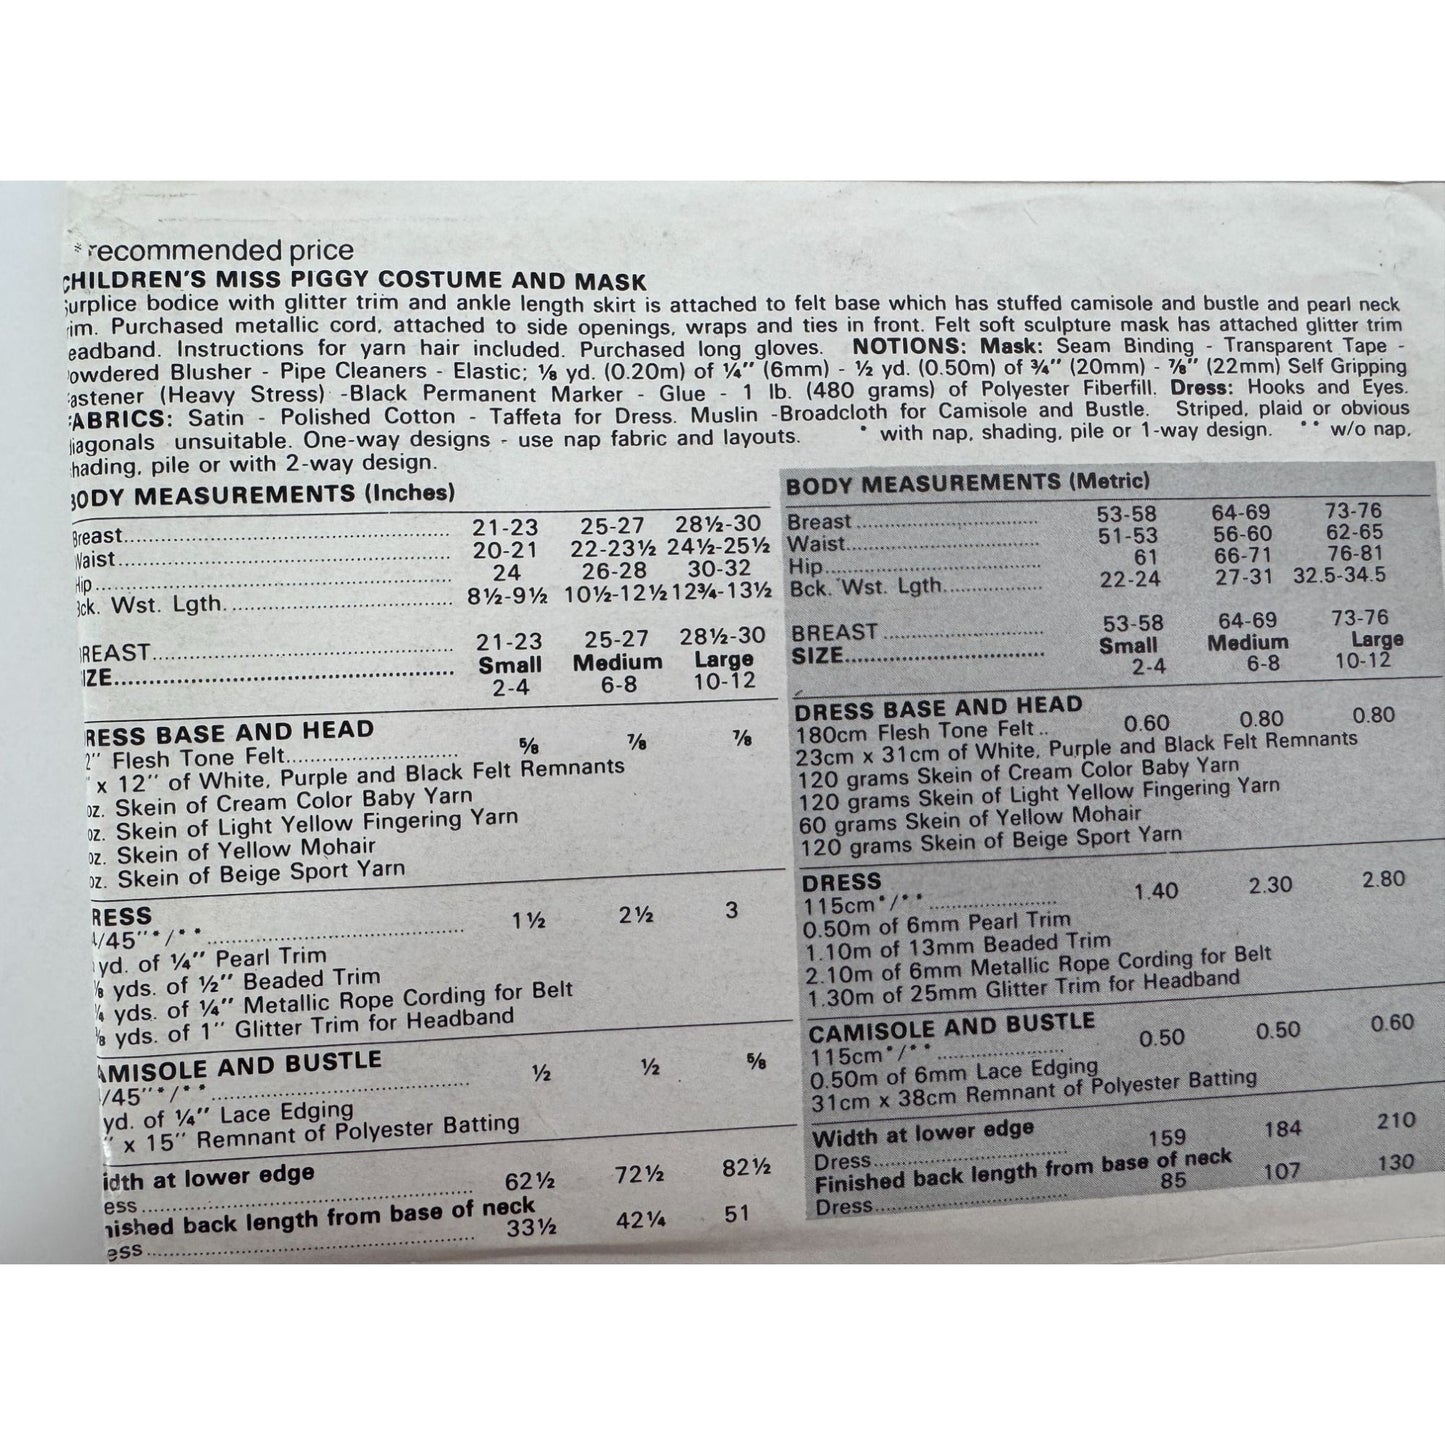 * recommended price
CHILDREN'S MISS PIGGY COSTUME AND MASK
Surplice bodice with glitter trim and ankle length skirt is attached to felt base which has stuffed camisole and bustle and pearl neck
rim. Purchased metallic cord, attached to side openings, wraps and ties in front. Felt soft sculpture mask has attached glitter trim
eadband. Instructions for yarn hair included. Purchased long gloves. NOTIONS: Mask: Seam Binding - Transparent Tape -
owdered Blusher - Pipe Cleaners - Elastic; ⅛ yd. (0.20m) of ¼" (6mm) - ½ yd. (0.50m) of ¾" (20mm) - ⅞" (22mm) Self Gripping
astener (Heavy Stress) -Black Permanent Marker - Glue - 1 lb. (480 grams) of Polyester Fiberfill. Dress: Hooks and Eyes.
FABRICS: Satin - Polished Cotton - Taffeta for Dress. Muslin -Broadcloth for Camisole and Bustle. Striped, plaid or obvious
diagonals unsuitable. One-way designs - use nap fabric and layouts. * with nap, shading, pile or 1-way design. ** w/o nap,
shading, pile or with 2-way design.
BODY MEASUREMENTS (Inches)
Breast 21-23 25-27 28½-30
Waist 20-21 22-23½ 24½-25½
Hip 24 26-28 30-32
Bck. Wst. Lgth. 8½-9½ 10½-12½ 12¾-13½
BREAST 21-23 25-27 28½-30
IZE Small Medium Large
2-4 6-8 10-12
RESS BASE AND HEAD
2" Flesh Tone Felt ⅝ ⅞ ⅞
" x 12" of White, Purple and Black Felt Remnants
oz. Skein of Cream Color Baby Yarn
oz. Skein of Light Yellow Fingering Yarn
oz. Skein of Yellow Mohair
oz. Skein of Beige Sport Yarn
RESS
/45"*/** 1½ 2½ 3
yd. of ¼" Pearl Trim
yds. of ½" Beaded Trim
yds. of ¼" Metallic Rope Cording for Belt
yds. of 1" Glitter Trim for Headband
AMISOLE AND BUSTLE
/45"*/** ½ ½ ⅝
yd. of ¼" Lace Edging
" x 15" Remnant of Polyester Batting
idth at lower edge
ess 62½ 72½ 82½
nished back length from base of neck
ess 33½ 42¼ 51
BODY MEASUREMENTS (Metric)
Breast 53-58 64-69 73-76
Waist 51-53 56-60 62-65
Hip 61 66-71 76-81
Bck. Wst. Lgth. 22-24 27-31 32.5-34.5
BREAST 53-58 64-69 73-76
SIZE Small Medium Large
2-4 6-8 10-12
DRESS BASE AND HEAD
180cm Flesh Tone Felt .. 0.60 0.80 0.80
23cm x 31cm of White, Purple and Black Felt Remnants
120 grams Skein of Cream Color Baby Yarn
120 grams Skein of Light Yellow Fingering Yarn
60 grams Skein of Yellow Mohair
120 grams Skein of Beige Sport Yarn
DRESS
115cm*/** 1.40 2.30 2.80
0.50m of 6mm Pearl Trim
1.10m of 13mm Beaded Trim
2.10m of 6mm Metallic Rope Cording for Belt
1.30m of 25mm Glitter Trim for Headband
CAMISOLE AND BUSTLE
115cm*/** 0.50 0.50 0.60
0.50m of 6mm Lace Edging
31cm x 38cm Remnant of Polyester Batting
Width at lower edge
Dress 159 184 210
Finished back length from base of neck
Dress 85 107 130